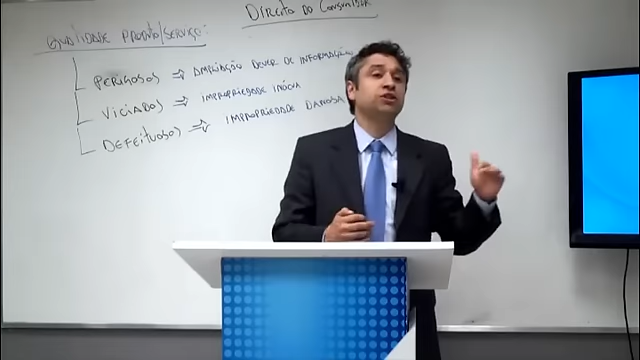 DIREITO DO CONSUMIDOR
QUALIDADE PRODUTO/SERVIÇO:
PERIGOSOS ⇒ AMPLIAÇÃO DEVER DE INFORMAÇÃO
VICIADOS ⇒ IMPROPRIEDADE INÓCUA
DEFEITUOSOS ⇒ IMPROPRIEDADE DANOSA